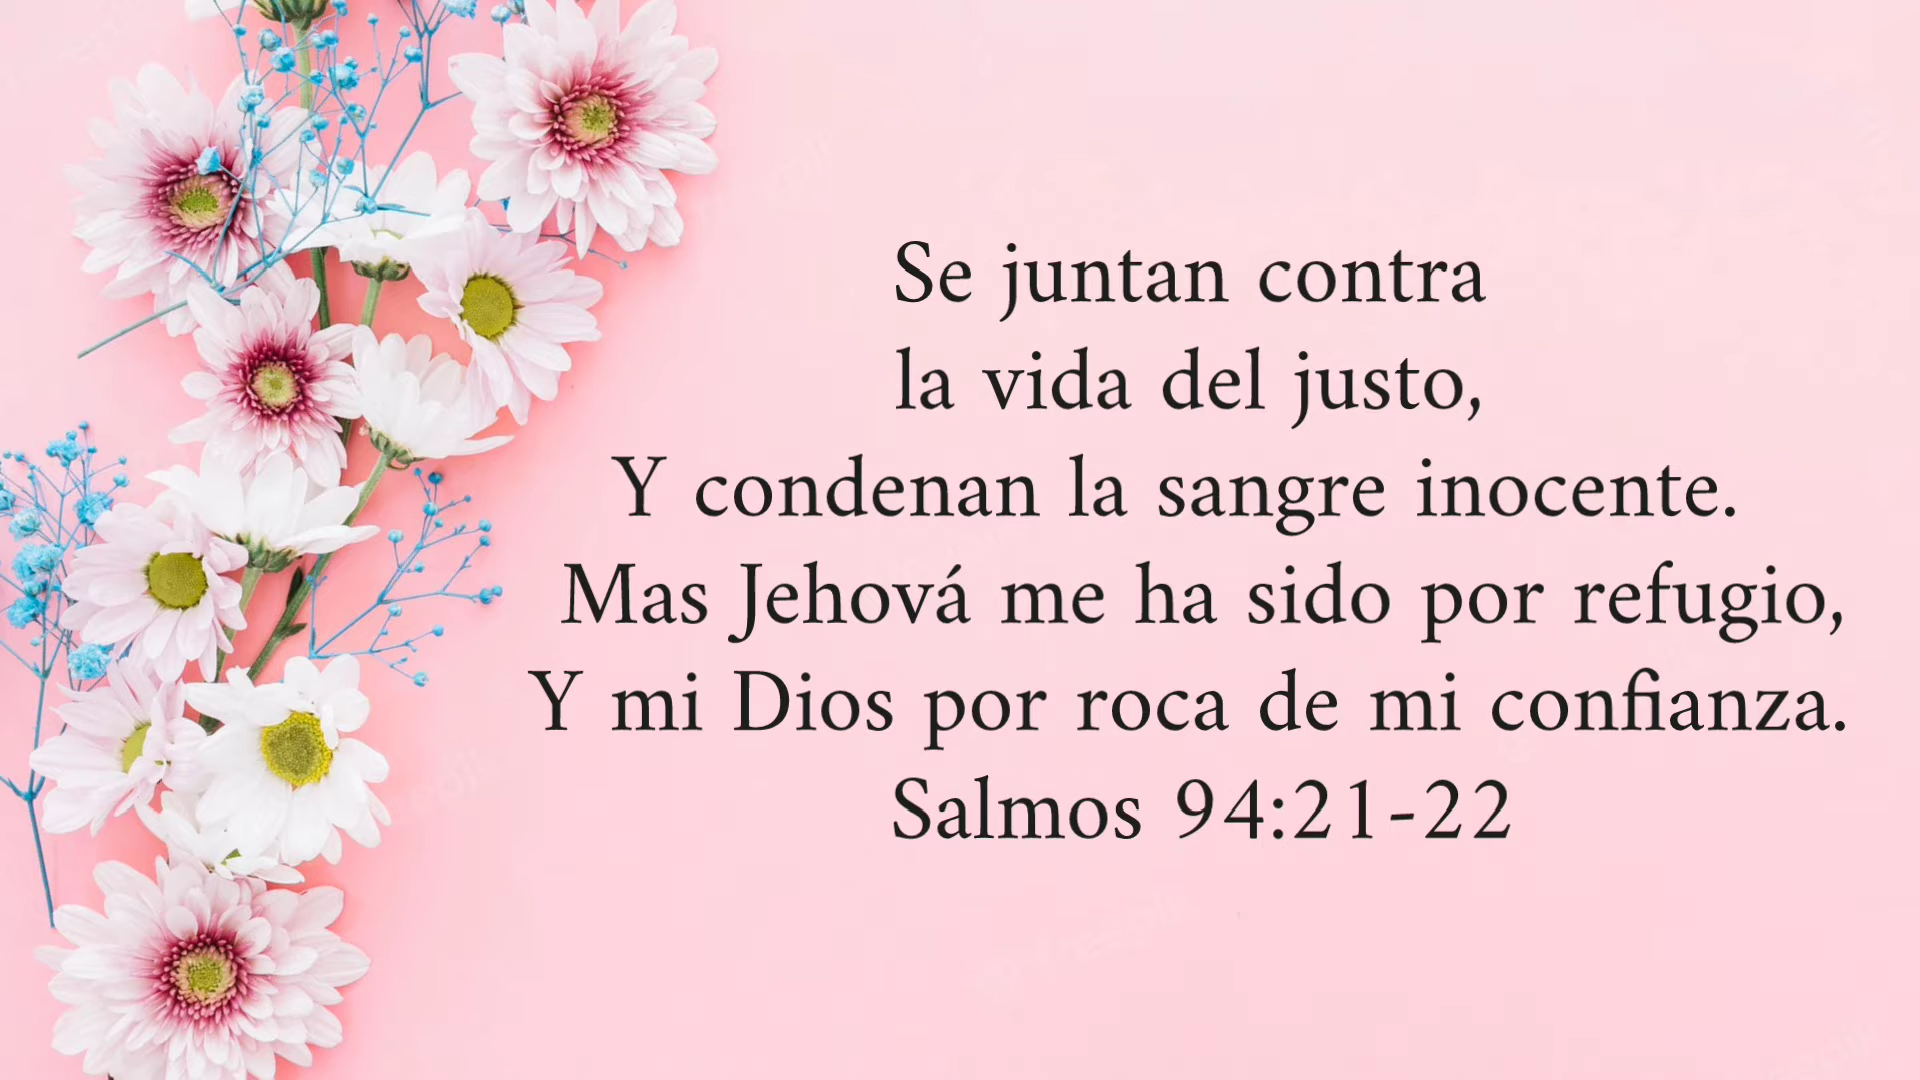 Se juntan contra
la vida del justo,
Y condenan la sangre inocente.
Mas Jehová me ha sido por refugio,
Y mi Dios por roca de mi confianza.
Salmos 94:21-22